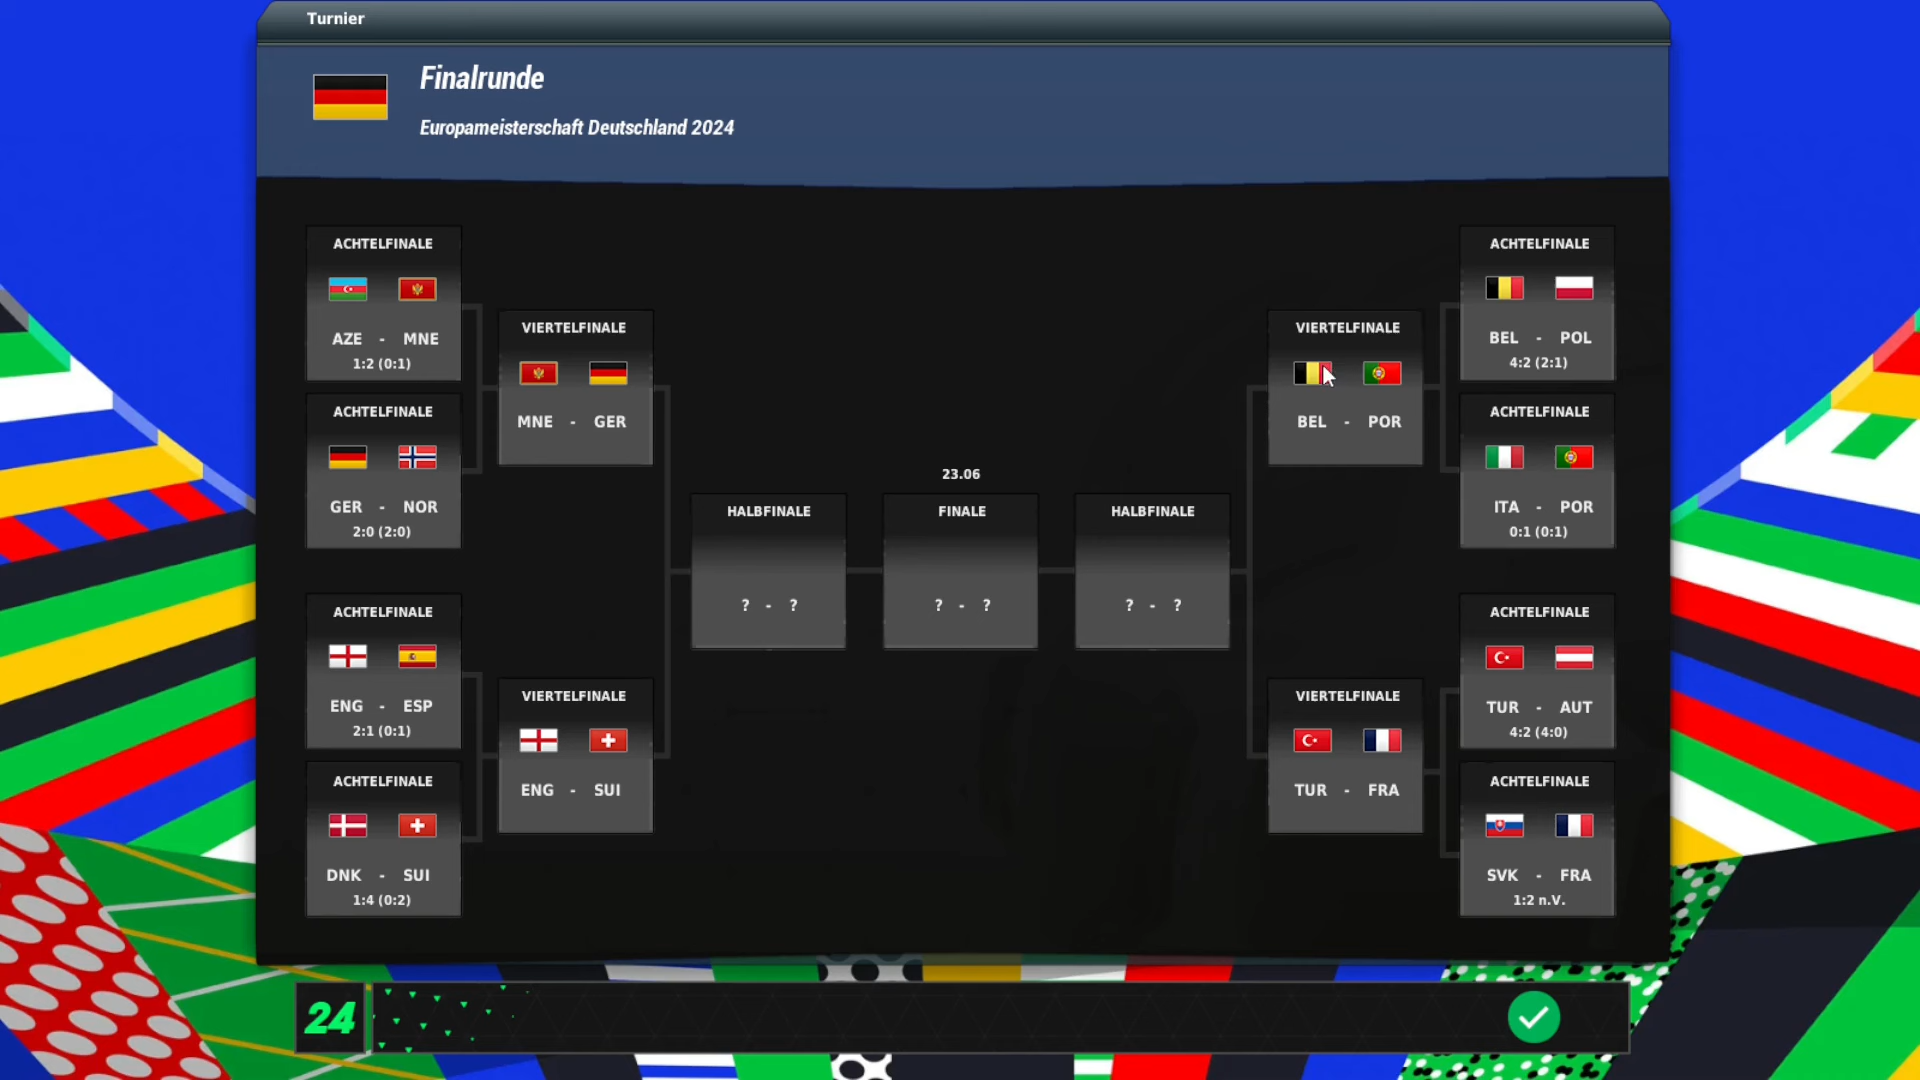 Turnier
Finalrunde
Europameisterschaft Deutschland 2024
ACHTELFINALE
AZE - MNE
1:2 (0:1)
ACHTELFINALE
GER - NOR
2:0 (2:0)
ACHTELFINALE
ENG - ESP
2:1 (0:1)
ACHTELFINALE
DNK - SUI
1:4 (0:2)
VIERTELFINALE
MNE - GER
VIERTELFINALE
ENG - SUI
HALBFINALE
? - ?
23.06
FINALE
? - ?
HALBFINALE
? - ?
VIERTELFINALE
BEL - POR
VIERTELFINALE
TUR - FRA
ACHTELFINALE
BEL - POL
4:2 (2:1)
ACHTELFINALE
ITA - POR
0:1 (0:1)
ACHTELFINALE
TUR - AUT
4:2 (4:0)
ACHTELFINALE
SVK - FRA
1:2 n.V.
24